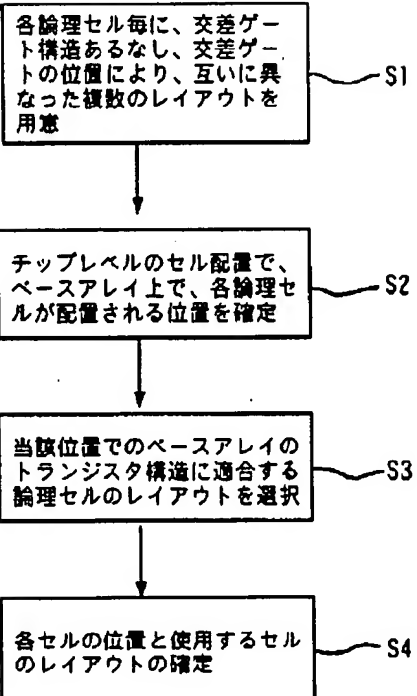 各論理セル毎に、交差ゲー
ト構造あるなし、交差ゲー
トの位置により、互いに異
なった複数のレイアウトを
用意
S1
チップレベルのセル配置で、
ベースアレイ上で、各論理セ
ルが配置される位置を確定
S2
当該位置でのベースアレイの
トランジスタ構造に適合する
論理セルのレイアウトを選択
S3
各セルの位置と使用するセル
のレイアウトの確定
S4